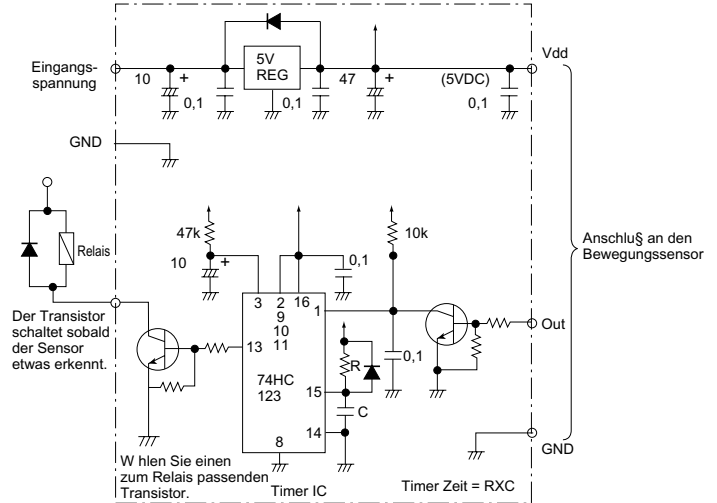 5V
REG
Eingangs-
spannung
10
+
0,1
0,1
47
+
(5VDC)
0,1
Vdd
GND
47k
10
+
0,1
10k
Relais
Anschlu§ an den
Bewegungssensor
3
2
9
10
11
16
1
13
74HC
123
15
14
8
R
C
0,1
Out
GND
Der Transistor
schaltet sobald
der Sensor
etwas erkennt.
W hlen Sie einen
zum Relais passenden
Transistor.
Timer IC
Timer Zeit = RXC